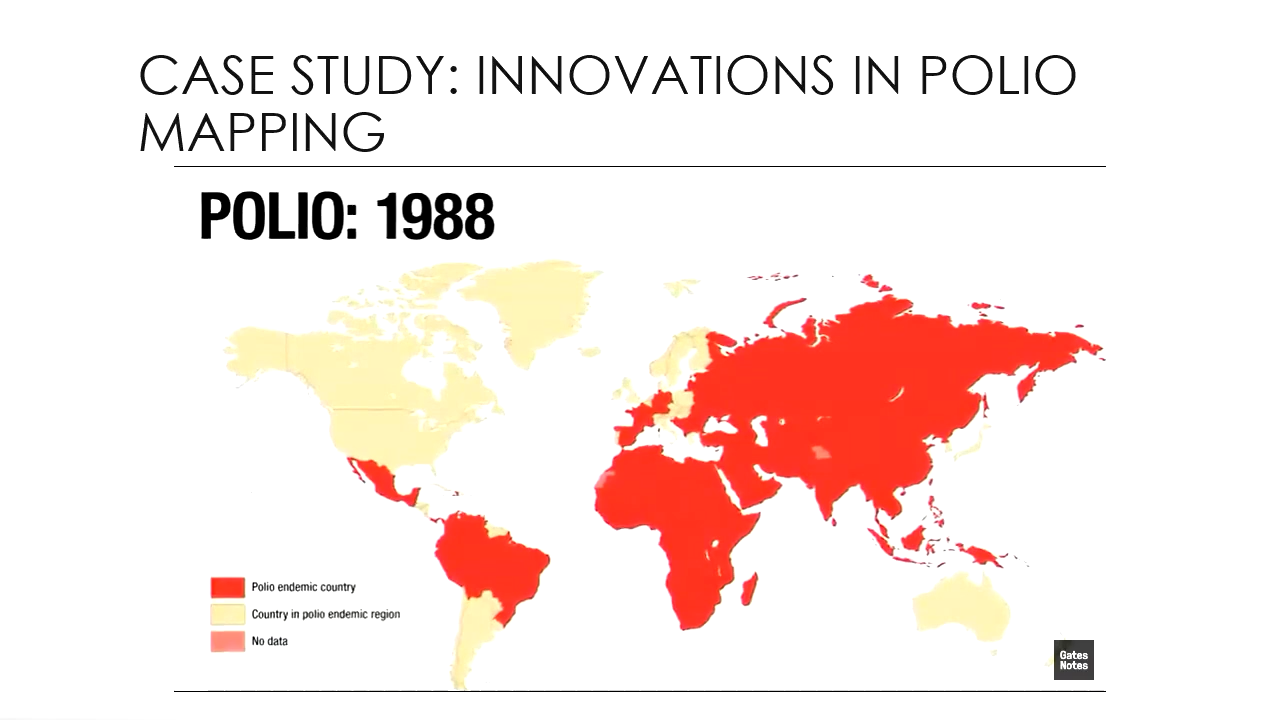 CASE STUDY: INNOVATIONS IN POLIO
MAPPING
POLIO: 1988
Polio endemic country
Country in polio endemic region
No data
Gates
Notes